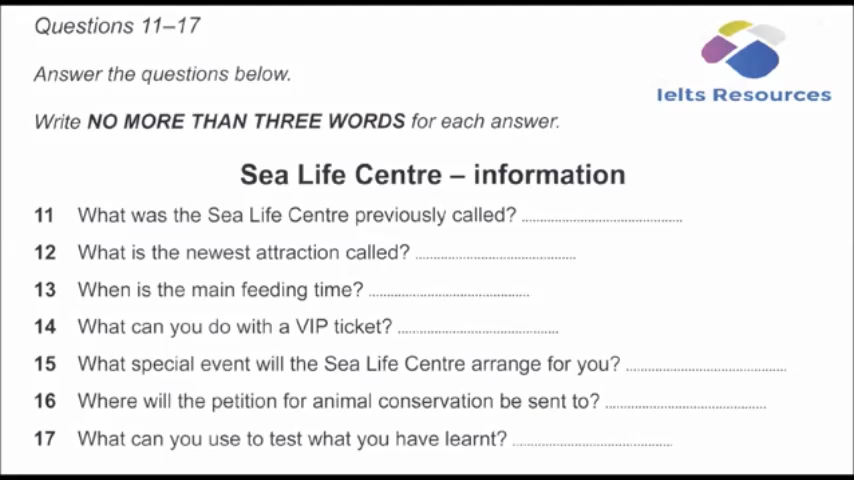 Questions 11–17
Answer the questions below.
Ielts Resources
Write NO MORE THAN THREE WORDS for each answer.
Sea Life Centre – information
11 What was the Sea Life Centre previously called? ........................................
12 What is the newest attraction called? ........................................
13 When is the main feeding time? ........................................
14 What can you do with a VIP ticket? ........................................
15 What special event will the Sea Life Centre arrange for you? ........................................
16 Where will the petition for animal conservation be sent to? ........................................
17 What can you use to test what you have learnt? ........................................